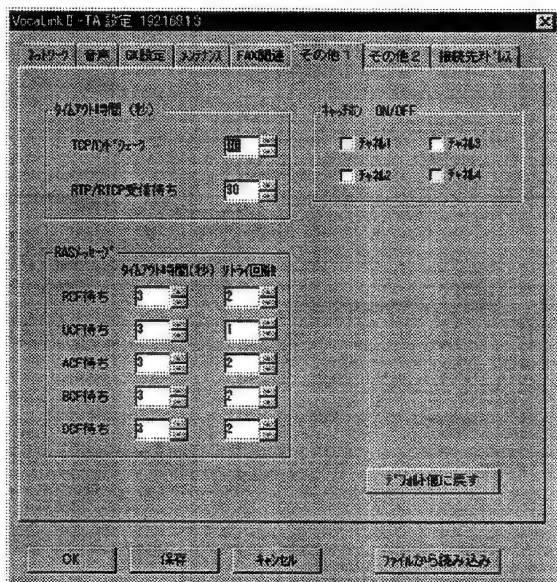 VocaLinkⅡ-TA 設定 192.168.1.3
ネットワーク 音声 GK設定 メンテナンス FAX関連 その他1 その他2 接続先アドレス
タイムアウト時間 (秒)
TCPハンドシェーク
RTP/RTCP受信待ち 30
キャッチホン ON/OFF
チャネル1 チャネル3
チャネル2 チャネル4
RASメッセージ
タイムアウト時間(秒) リトライ回数
RCF待ち 3 2
UCF待ち 3 1
ACF待ち 3 2
BCF待ち 3 2
DCF待ち 3 2
デフォルト値に戻す
OK 保存 キャンセル ファイルから読み込み